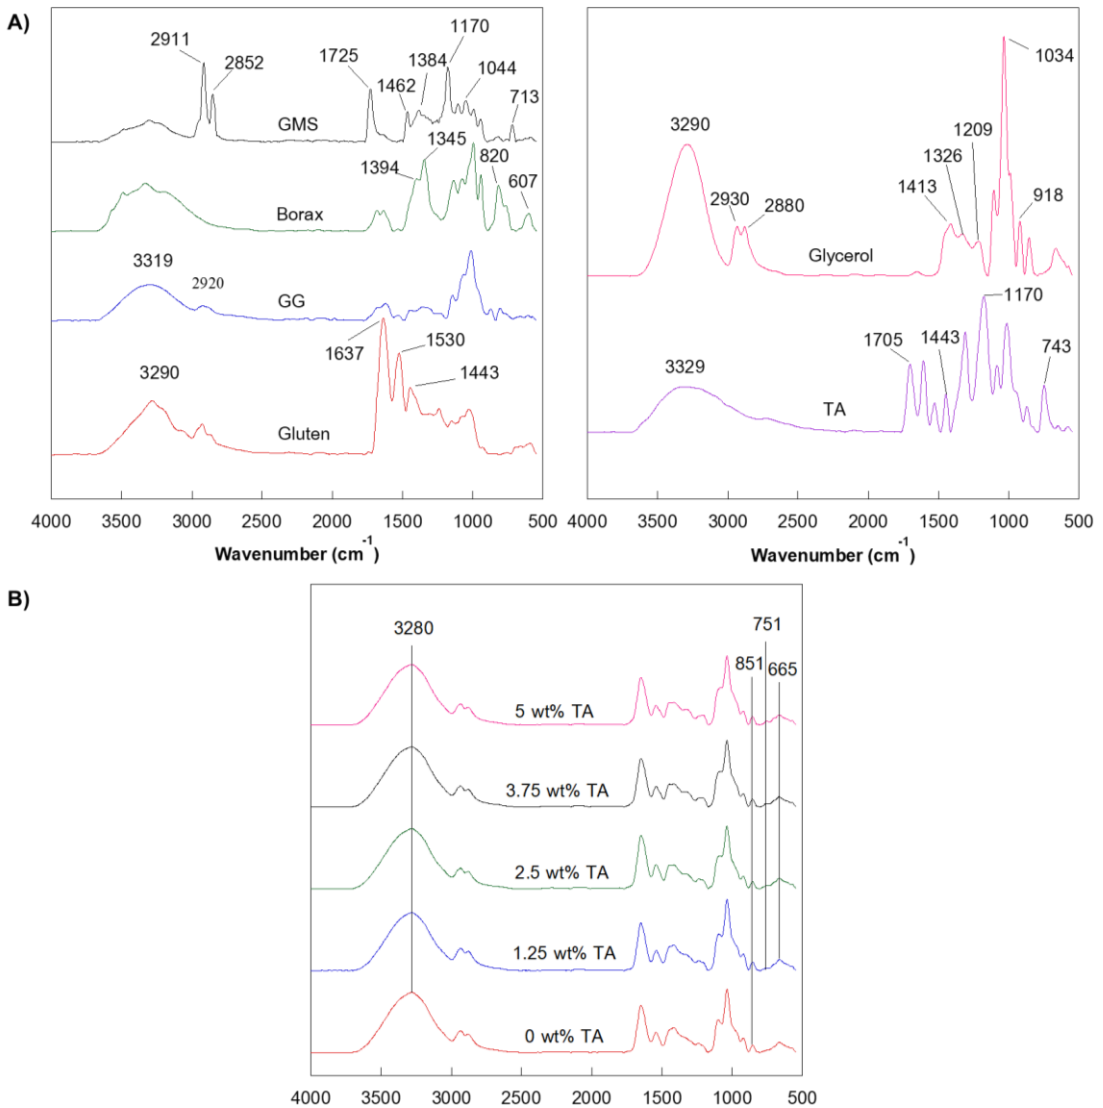 A)
2911
2852
1725
1462
1384
1170
1044
713
GMS
1394
1345
820
607
Borax
3319
2920
GG
1637
1530
1443
3290
Gluten
4000 3500 3000 2500 2000 1500 1000 500
Wavenumber (cm-1)
1034
3290
2930
2880
1413
1326
1209
918
Glycerol
3329
1705
1443
1170
743
TA
4000 3500 3000 2500 2000 1500 1000 500
Wavenumber (cm-1)
B)
3280
751
851
665
5 wt% TA
3.75 wt% TA
2.5 wt% TA
1.25 wt% TA
0 wt% TA
4000 3500 3000 2500 2000 1500 1000 500